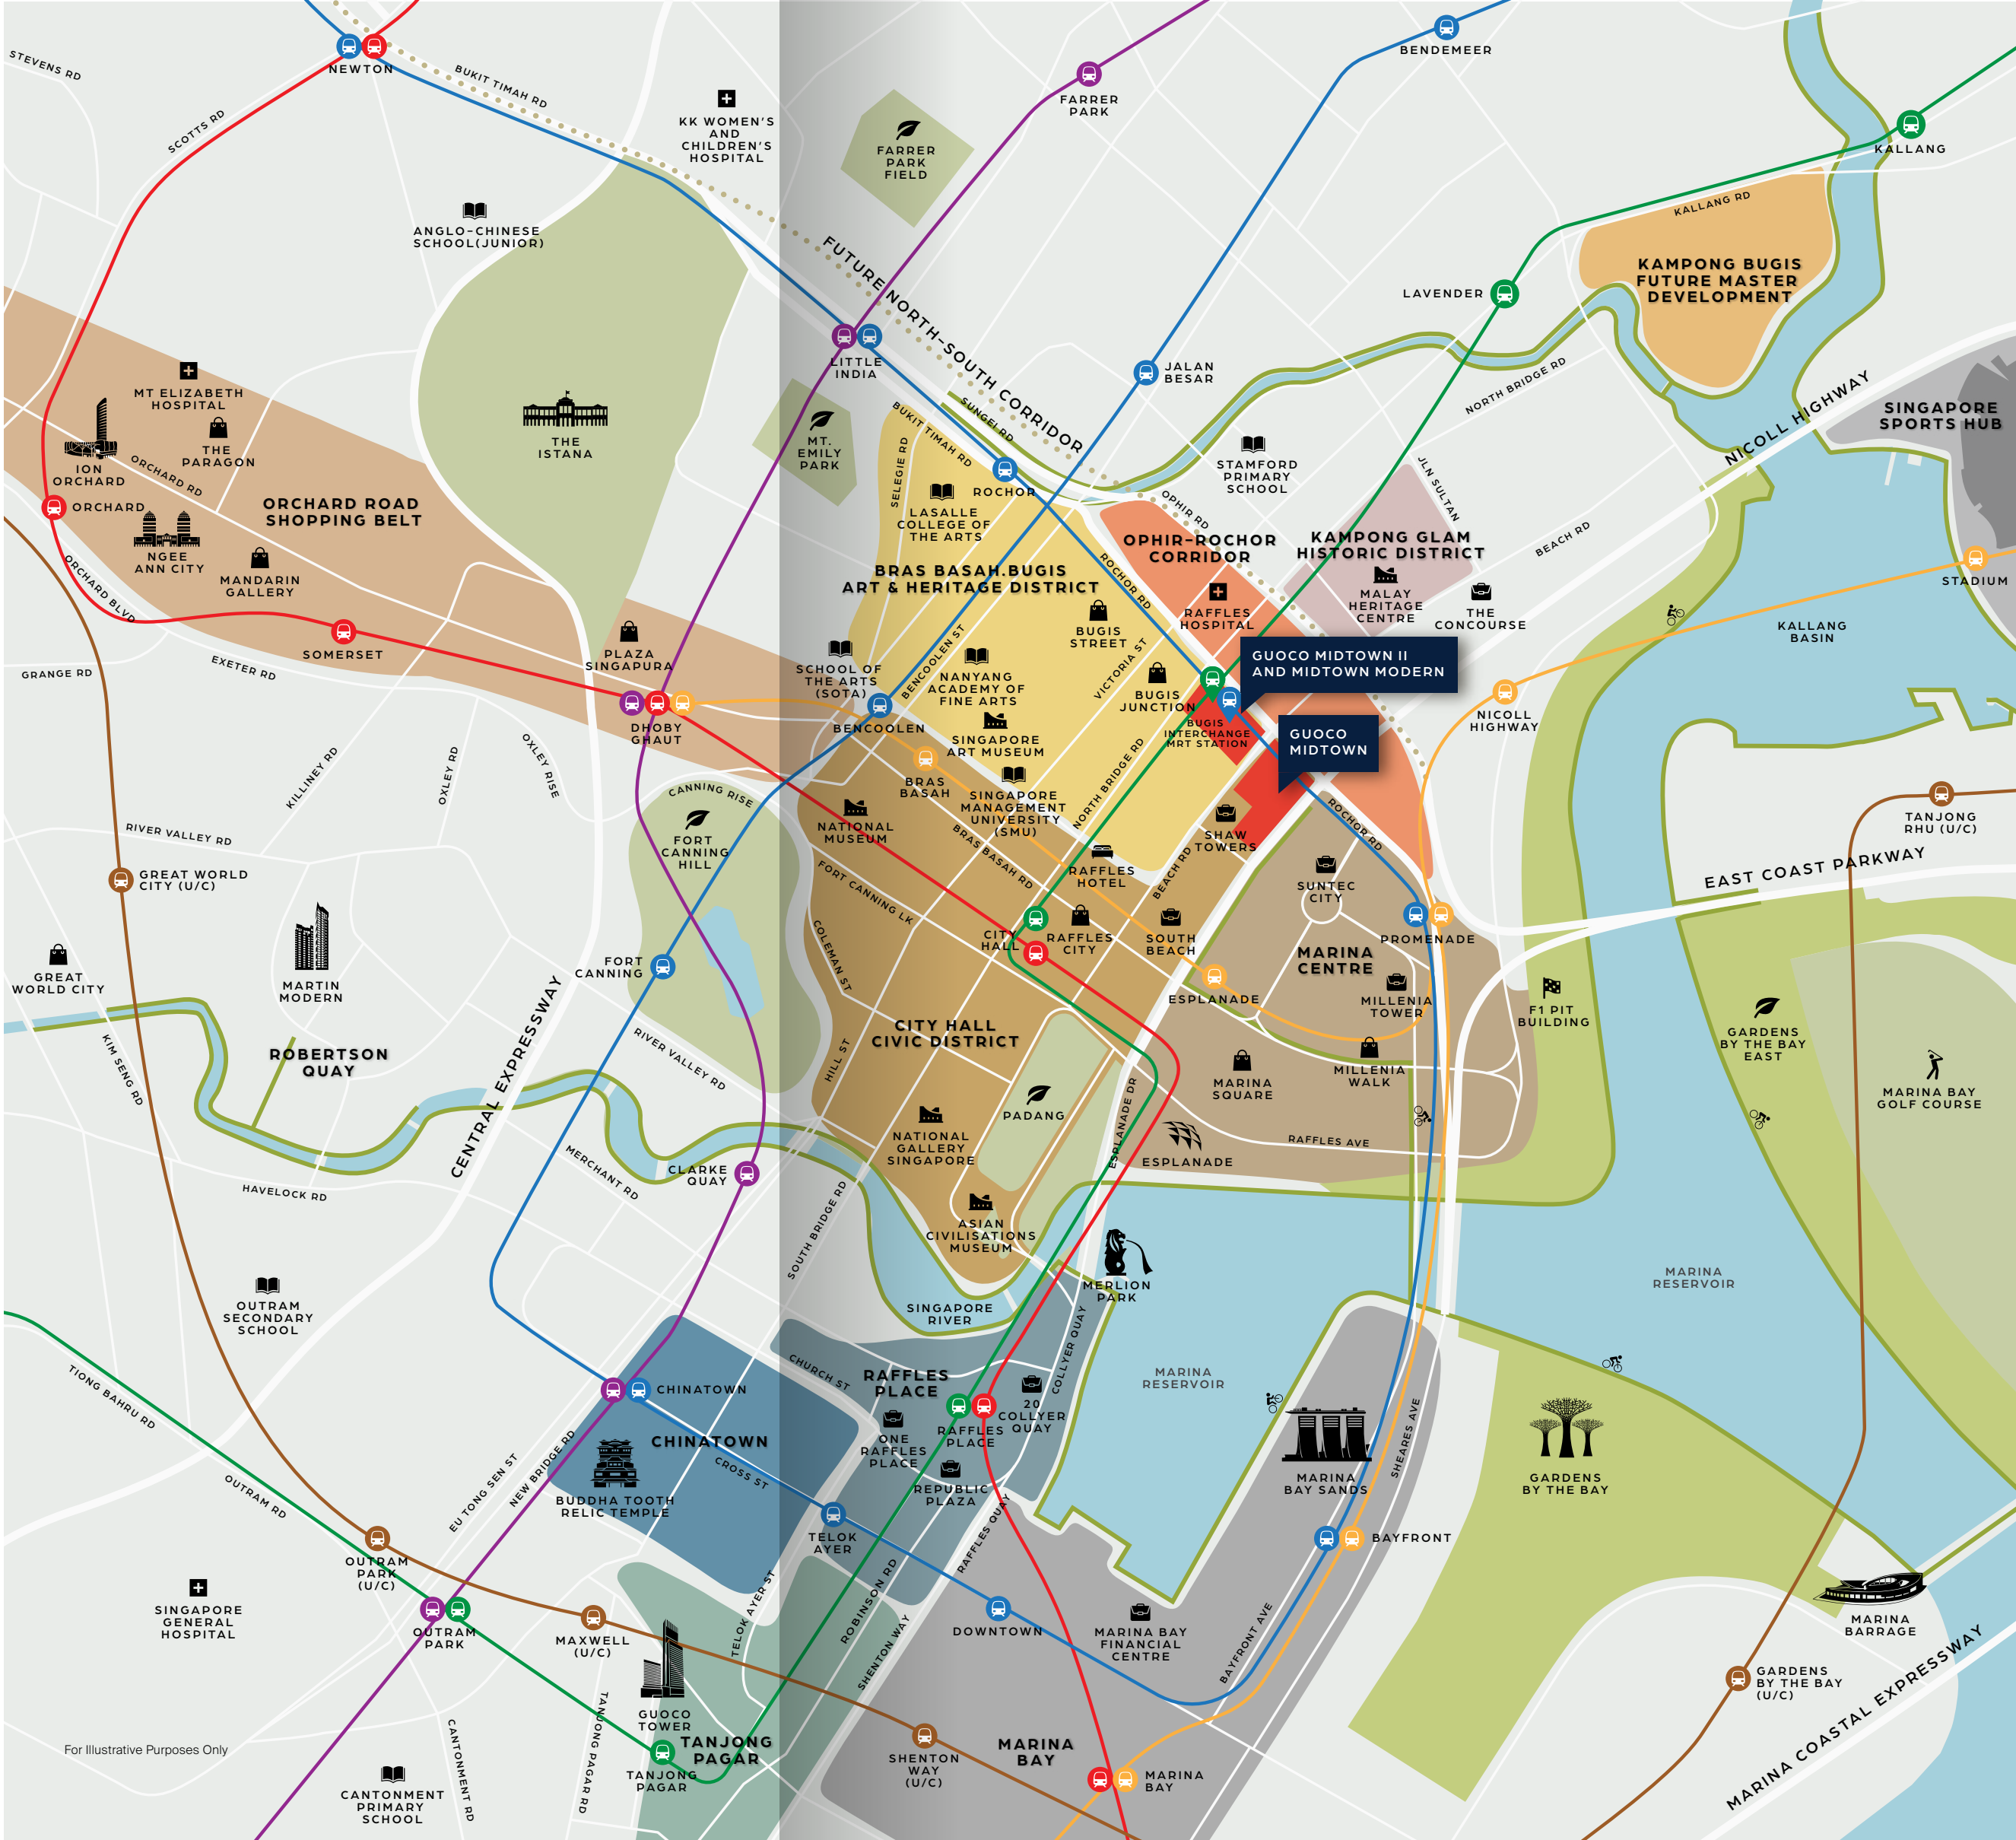 STEVENS RD
NEWTON
BUKIT TIMAH RD
SCOTTS RD
KK WOMEN'S
AND
CHILDREN'S
HOSPITAL
ANGLO-CHINESE
SCHOOL(JUNIOR)
FARRER
PARK
FARRER
PARK
FIELD
BENDEMEER
KALLANG
KALLANG RD
KAMPONG BUGIS
FUTURE MASTER
DEVELOPMENT
LAVENDER
FUTURE NORTH-SOUTH CORRIDOR
LITTLE
INDIA
JALAN
BESAR
NORTH BRIDGE RD
NICOLL HIGHWAY
SINGAPORE
SPORTS HUB
MT ELIZABETH
HOSPITAL
THE
PARAGON
ION
ORCHARD
ORCHARD RD
ORCHARD
ORCHARD ROAD
SHOPPING BELT
NGEE
ANN CITY
MANDARIN
GALLERY
ORCHARD BLVD
THE
ISTANA
MT.
EMILY
PARK
BUKIT TIMAH RD
SUNGEI RD
SELEGIE RD
ROCHOR
LASALLE
COLLEGE OF
THE ARTS
STAMFORD
PRIMARY
SCHOOL
JLN SULTAN
OPHIR RD
BEACH RD
OPHIR-ROCHOR
CORRIDOR
KAMPONG GLAM
HISTORIC DISTRICT
MALAY
HERITAGE
CENTRE
THE
CONCOURSE
STADIUM
BRAS BASAH.BUGIS
ART & HERITAGE DISTRICT
ROCHOR RD
RAFFLES
HOSPITAL
BUGIS
STREET
KALLANG
BASIN
SOMERSET
GRANGE RD
EXETER RD
PLAZA
SINGAPURA
DHOBY
GHAUT
SCHOOL OF
THE ARTS
(SOTA)
BENCOOLEN ST
BENCOOLEN
NANYANG
ACADEMY OF
FINE ARTS
VICTORIA ST
BUGIS
JUNCTION
BUGIS
INTERCHANGE
MRT STATION
GUOCO MIDTOWN II
AND MIDTOWN MODERN
GUOCO
MIDTOWN
NICOLL
HIGHWAY
SINGAPORE
ART MUSEUM
BRAS
BASAH
SINGAPORE
MANAGEMENT
UNIVERSITY
(SMU)
NORTH BRIDGE RD
KILLINEY RD
OXLEY RD
OXLEY RISE
CANNING RISE
FORT
CANNING
HILL
NATIONAL
MUSEUM
BRAS BASAH RD
FORT CANNING LK
RAFFLES
HOTEL
BEACH RD
SHAW
TOWERS
ROCHOR RD
SUNTEC
CITY
TANJONG
RHU (U/C)
EAST COAST PARKWAY
RIVER VALLEY RD
GREAT WORLD
CITY (U/C)
GREAT
WORLD CITY
MARTIN
MODERN
FORT
CANNING
COLEMAN ST
CITY
HALL
RAFFLES
CITY
SOUTH
BEACH
ESPLANADE
MARINA
CENTRE
PROMENADE
MILLENIA
TOWER
F1 PIT
BUILDING
GARDENS
BY THE BAY
EAST
MARINA BAY
GOLF COURSE
CENTRAL EXPRESSWAY
ROBERTSON
QUAY
KIM SENG RD
RIVER VALLEY RD
CITY HALL
CIVIC DISTRICT
HILL ST
PADANG
MARINA
SQUARE
MILLENIA
WALK
NATIONAL
GALLERY
SINGAPORE
ESPLANADE DR
RAFFLES AVE
ESPLANADE
HAVELOCK RD
MERCHANT RD
CLARKE
QUAY
SOUTH BRIDGE RD
ASIAN
CIVILISATIONS
MUSEUM
MERLION
PARK
MARINA
RESERVOIR
SINGAPORE
RIVER
OUTRAM
SECONDARY
SCHOOL
TIONG BAHRU RD
CHINATOWN
CHINATOWN
CHURCH ST
RAFFLES
PLACE
COLLYER QUAY
20
COLLYER
QUAY
RAFFLES
PLACE
ONE
RAFFLES
PLACE
REPUBLIC
PLAZA
MARINA
RESERVOIR
SHEARES AVE
MARINA
BAY SANDS
GARDENS
BY THE BAY
OUTRAM RD
EU TONG SEN ST
NEW BRIDGE RD
BUDDHA TOOTH
RELIC TEMPLE
CROSS ST
TELOK
AYER
RAFFLES QUAY
BAYFRONT
OUTRAM
PARK
(U/C)
OUTRAM
PARK
SINGAPORE
GENERAL
HOSPITAL
MAXWELL
(U/C)
TELOK AYER ST
ROBINSON RD
SHENTON WAY
DOWNTOWN
MARINA BAY
FINANCIAL
CENTRE
BAYFRONT AVE
MARINA
BARRAGE
GARDENS
BY THE BAY
(U/C)
MARINA COASTAL EXPRESSWAY
GUOCO
TOWER
TANJONG
PAGAR
TANJONG
PAGAR
TANJONG PAGAR RD
CANTONMENT RD
CANTONMENT
PRIMARY
SCHOOL
SHENTON
WAY
(U/C)
MARINA
BAY
MARINA
BAY
For Illustrative Purposes Only